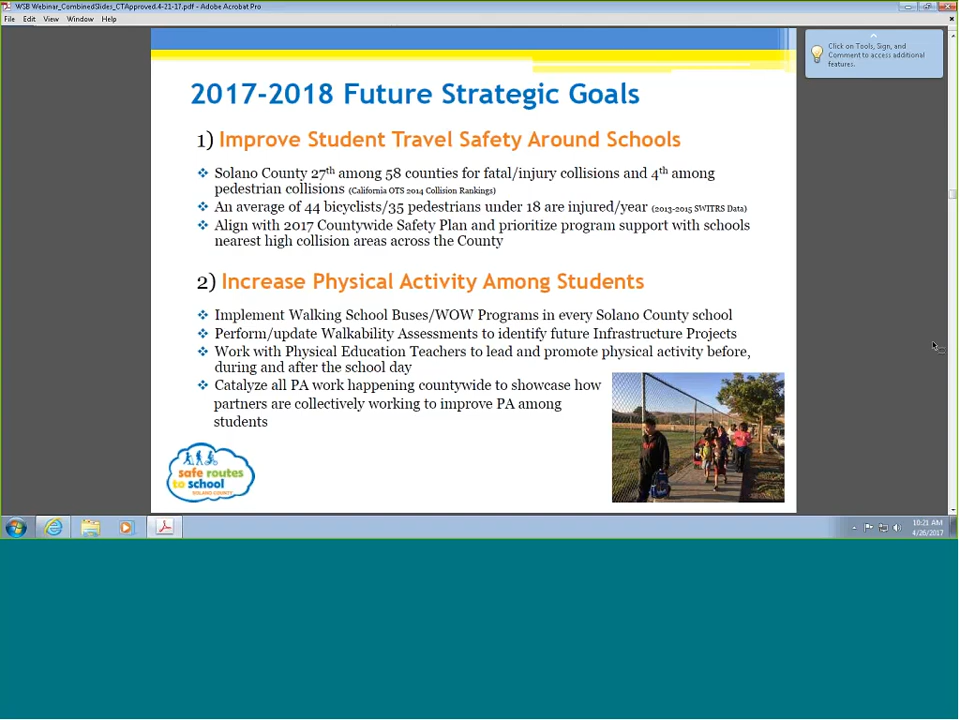 WSB Webinar_CombinedSlides_CTApproved.4-21-17.pdf - Adobe Acrobat Pro
File Edit View Window Help
Click on Tools, Sign, and
Comment to access additional
features.
2017-2018 Future Strategic Goals
1) Improve Student Travel Safety Around Schools
❖ Solano County 27th among 58 counties for fatal/injury collisions and 4th among
pedestrian collisions (California OTS 2014 Collision Rankings)
❖ An average of 44 bicyclists/35 pedestrians under 18 are injured/year (2013-2015 SWITRS Data)
❖ Align with 2017 Countywide Safety Plan and prioritize program support with schools
nearest high collision areas across the County
2) Increase Physical Activity Among Students
❖ Implement Walking School Buses/WOW Programs in every Solano County school
❖ Perform/update Walkability Assessments to identify future Infrastructure Projects
❖ Work with Physical Education Teachers to lead and promote physical activity before,
during and after the school day
❖ Catalyze all PA work happening countywide to showcase how
partners are collectively working to improve PA among
students
safe routes
to school
SOLANO COUNTY
10:21 AM
4/26/2017